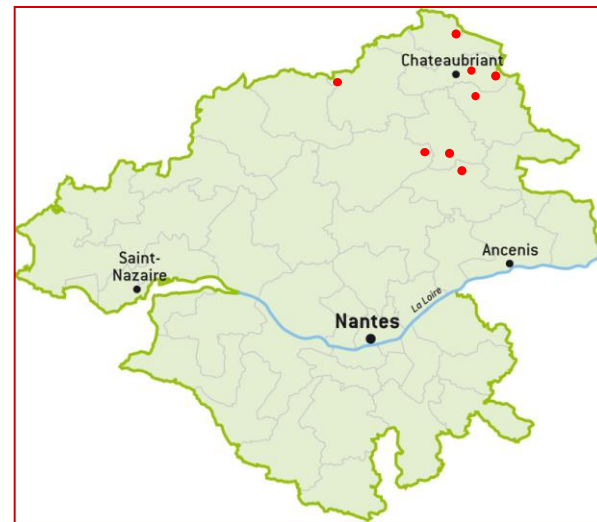 Chateaubriant
Ancenis
Saint-
Nazaire
La Loire
Nantes